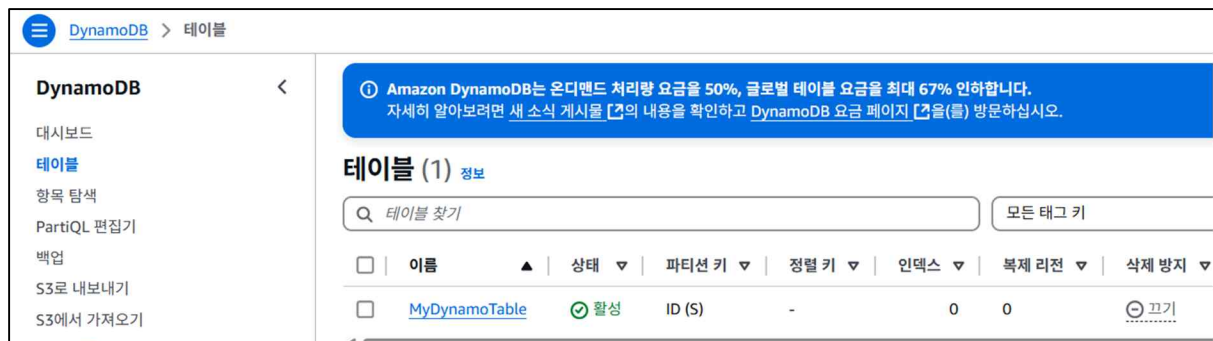 DynamoDB > 테이블
DynamoDB
대시보드
테이블
항목 탐색
PartiQL 편집기
백업
S3로 내보내기
S3에서 가져오기
Amazon DynamoDB는 온디맨드 처리량 요금을 50%, 글로벌 테이블 요금을 최대 67% 인하합니다.
자세히 알아보려면 새 소식 게시물의 내용을 확인하고 DynamoDB 요금 페이지을(를) 방문하십시오.
테이블 (1) 정보
테이블 찾기 모든 태그 키
이름 상태 파티션 키 정렬 키 인덱스 복제 리전 삭제 방지
MyDynamoTable 활성 ID (S) - 0 0 끄기